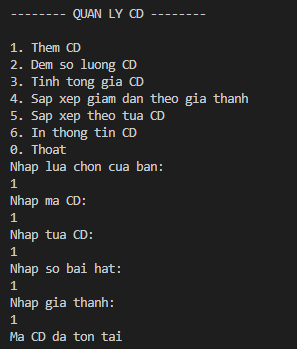 -------- QUAN LY CD --------
1. Them CD
2. Dem so luong CD
3. Tinh tong gia CD
4. Sap xep giam dan theo gia thanh
5. Sap xep theo tua CD
6. In thong tin CD
0. Thoat
Nhap lua chon cua ban:
1
Nhap ma CD:
1
Nhap tua CD:
1
Nhap so bai hat:
1
Nhap gia thanh:
1
Ma CD da ton tai